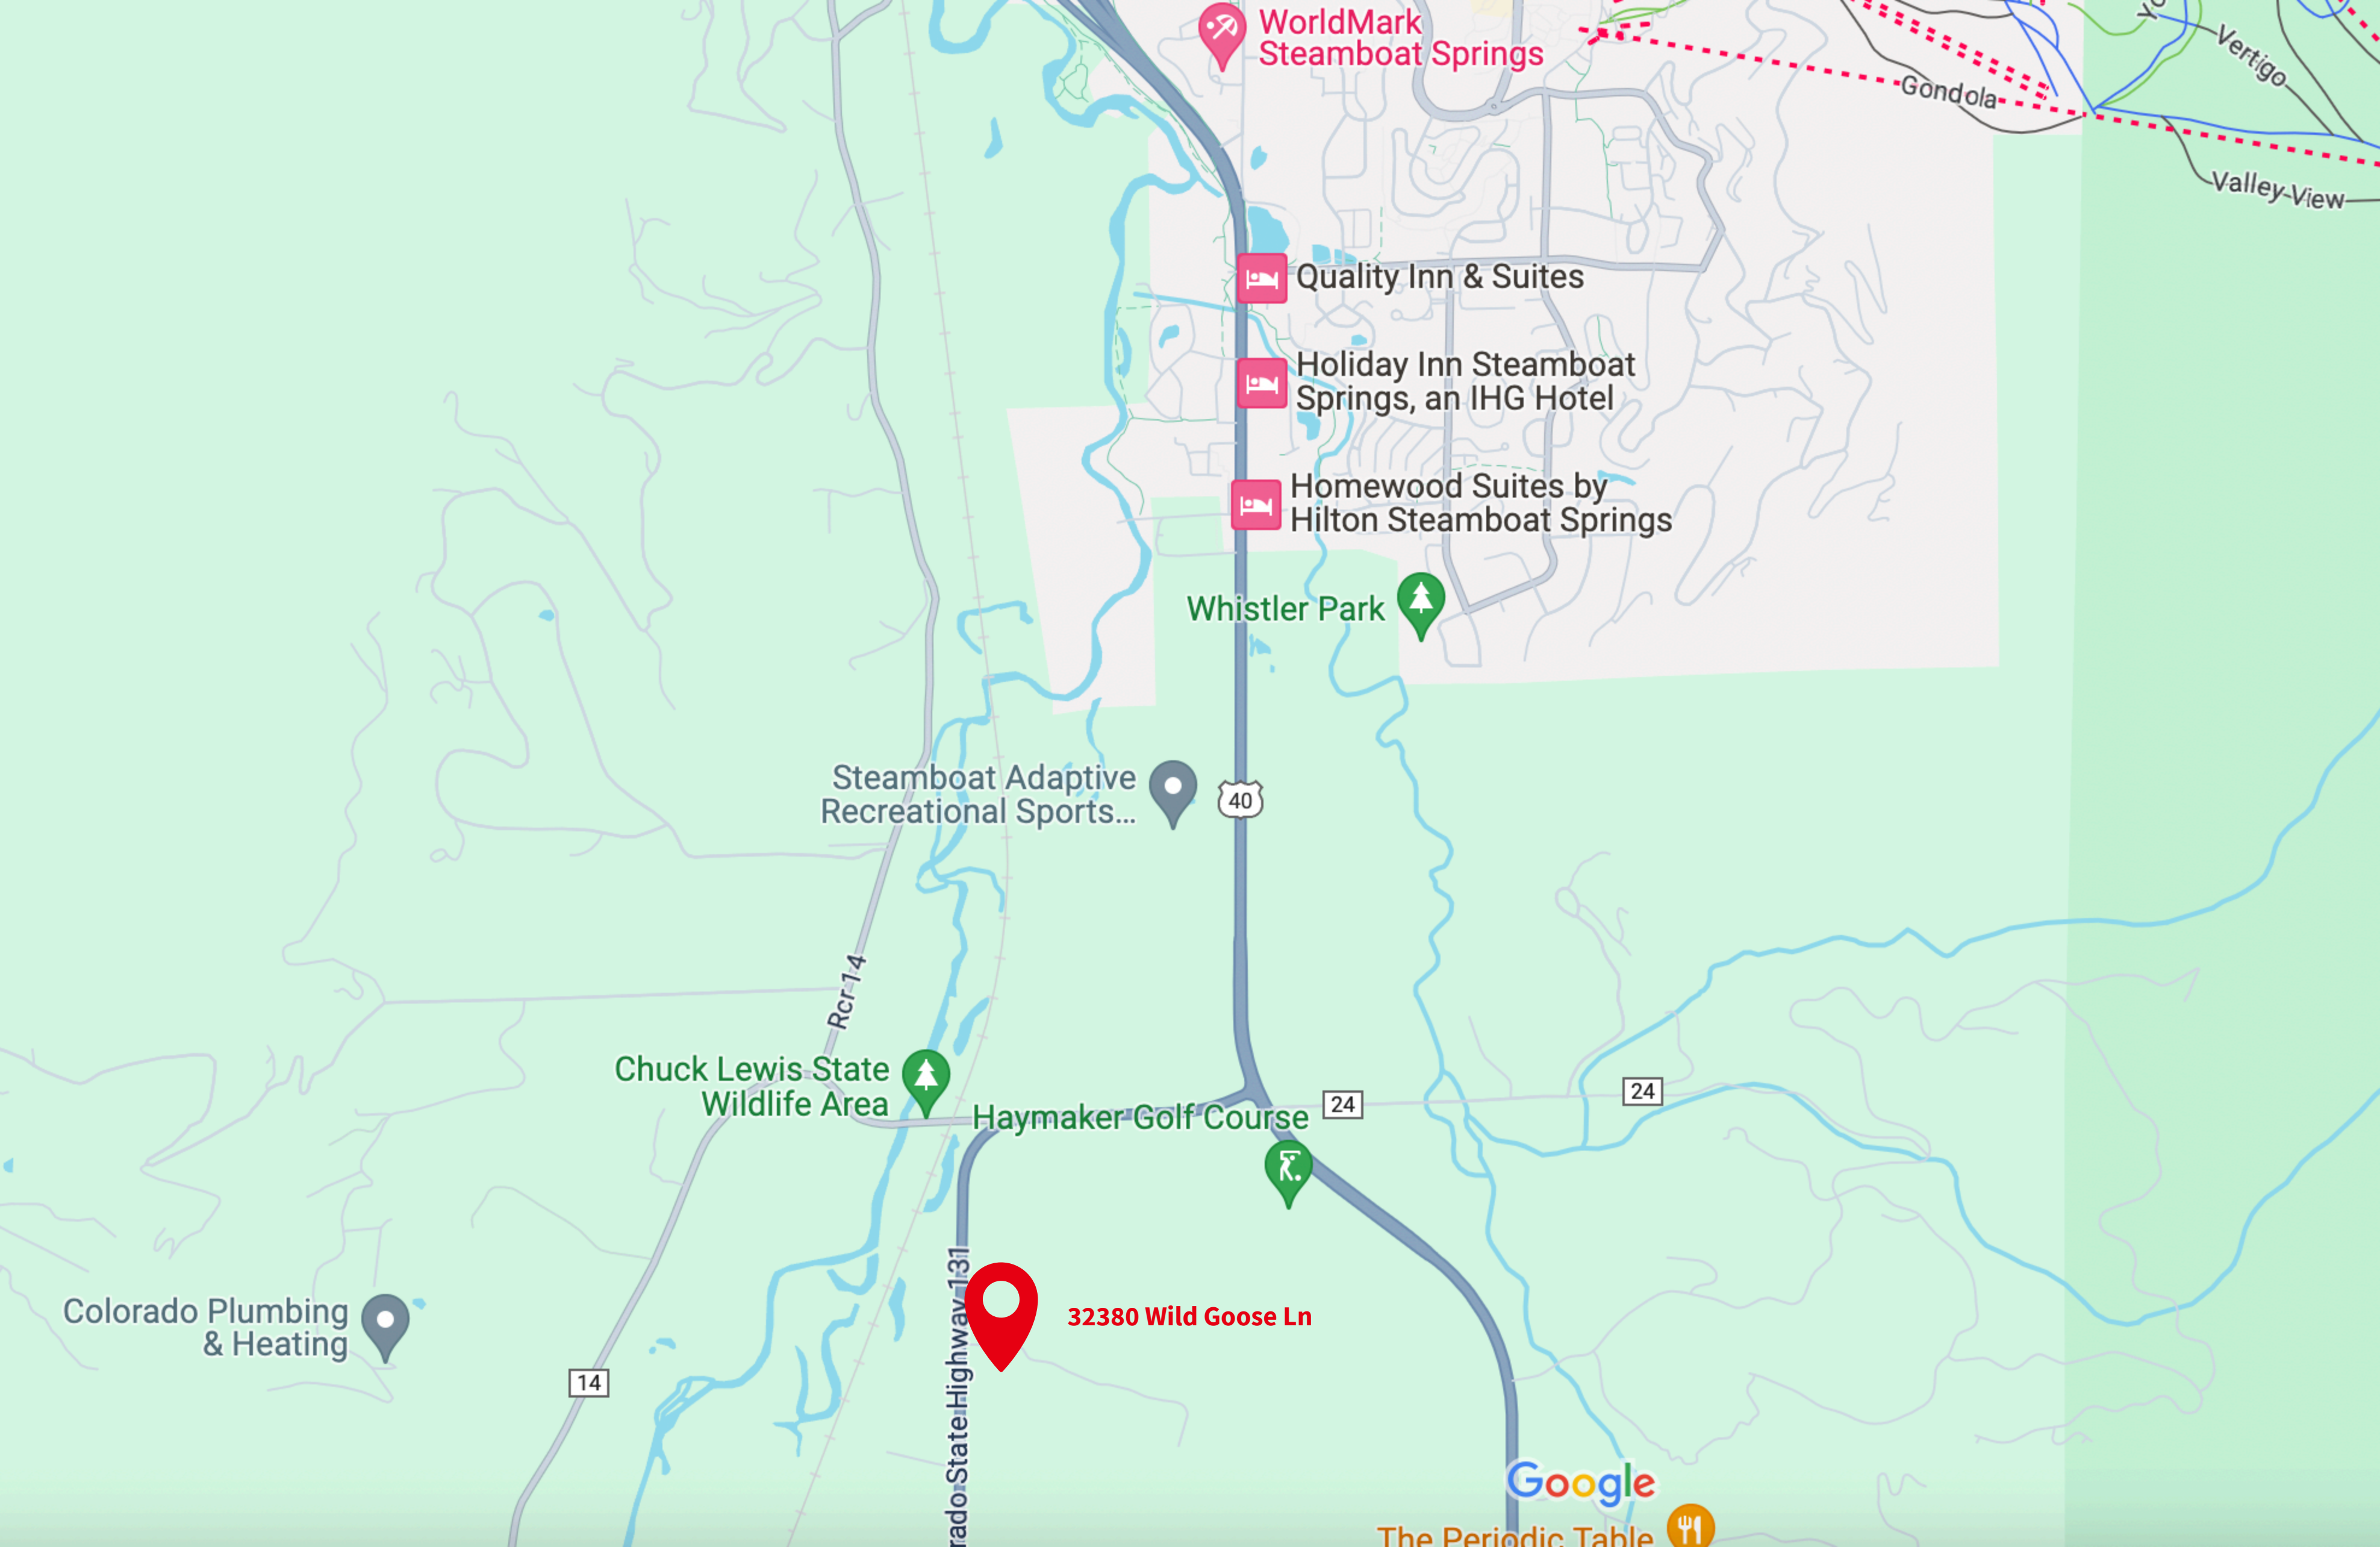 WorldMark
Steamboat Springs
Gondola
Vertigo
Valley View
Quality Inn & Suites
Holiday Inn Steamboat
Springs, an IHG Hotel
Homewood Suites by
Hilton Steamboat Springs
Whistler Park
Steamboat Adaptive
Recreational Sports...
40
Rcr 14
Chuck Lewis State
Wildlife Area
Haymaker Golf Course
24
24
Colorado Plumbing
& Heating
14
rado State Highway 131
32380 Wild Goose Ln
Google
The Periodic Table